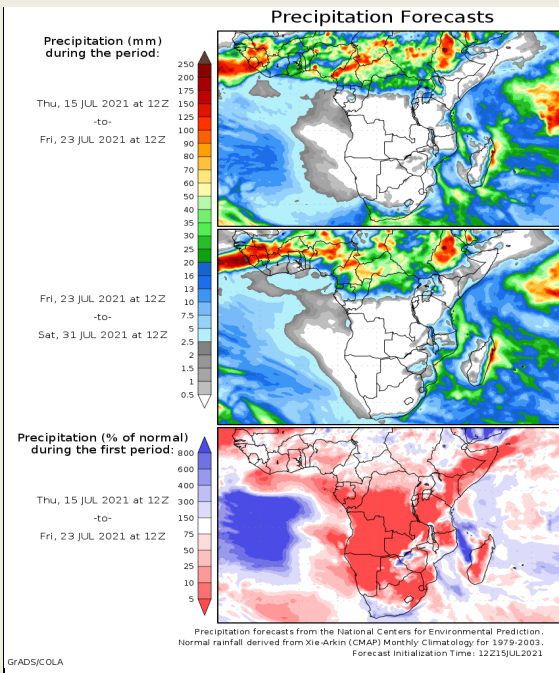 Precipitation Forecasts
Precipitation (mm)
during the period:
Thu, 15 JUL 2021 at 12Z
-to-
Fri, 23 JUL 2021 at 12Z
250
200
175
150
125
100
90
80
70
60
50
40
35
30
25
20
16
13
10
7.5
5
2.5
2
1.5
1
0.5
Fri, 23 JUL 2021 at 12Z
-to-
Sat, 31 JUL 2021 at 12Z
Precipitation (% of normal)
during the first period:
Thu, 15 JUL 2021 at 12Z
-to-
Fri, 23 JUL 2021 at 12Z
800
600
400
300
150
75
50
25
10
5
Precipitation forecasts from the National Centers for Environmental Prediction.
Normal rainfall derived from Xie-Arkin (CMAP) Monthly Climatology for 1979-2003.
Forecast Initialization Time: 12Z15JUL2021
GrADS/COLA